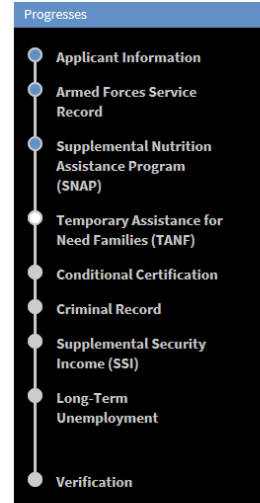 Progresses
Applicant Information
Armed Forces Service
Record
Supplemental Nutrition
Assistance Program
(SNAP)
Temporary Assistance for
Need Families (TANF)
Conditional Certification
Criminal Record
Supplemental Security
Income (SSI)
Long-Term
Unemployment
Verification